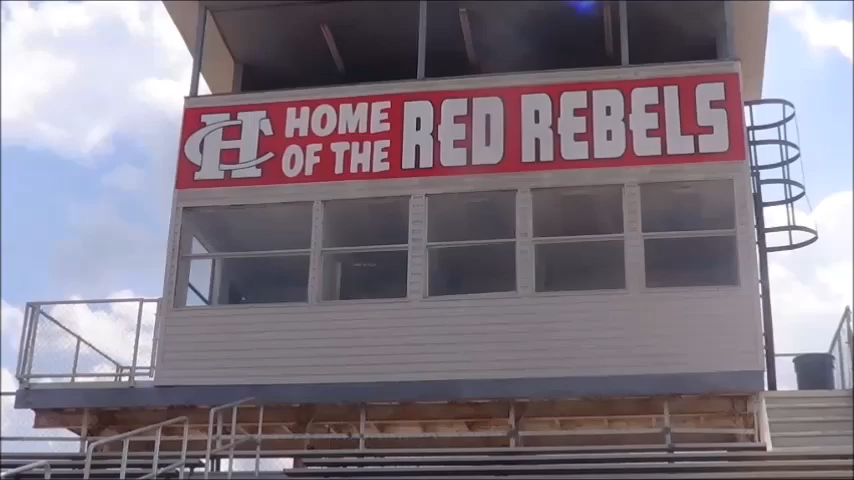 HC
HOME
OF THE
RED REBELS